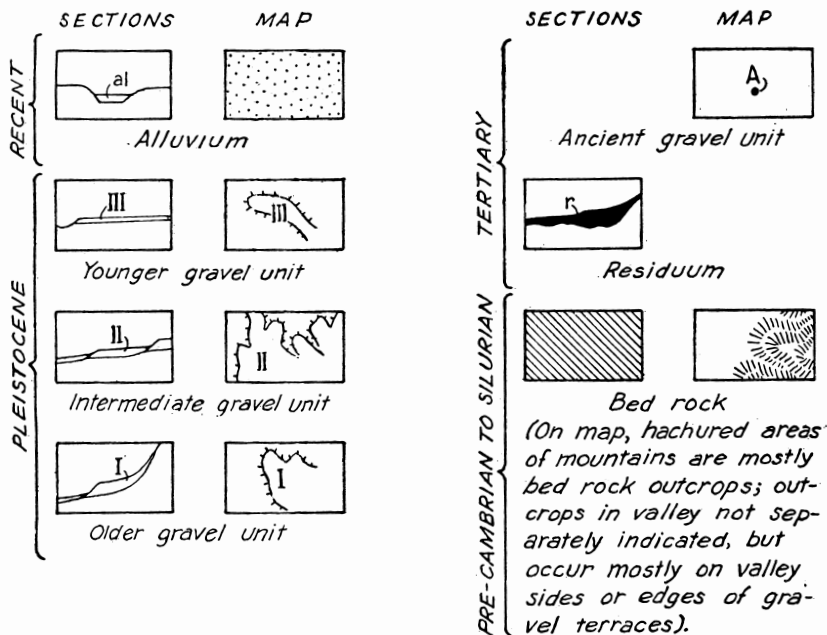 SECTIONS MAP
RECENT
al
Alluvium
PLEISTOCENE
III III
Younger gravel unit
II II
Intermediate gravel unit
I I
Older gravel unit
SECTIONS MAP
TERTIARY
A
Ancient gravel unit
r
Residuum
PRE-CAMBRIAN TO SILURIAN
Bed rock
(On map, hachured areas
of mountains are mostly
bed rock outcrops; out-
crops in valley not sep-
arately indicated, but
occur mostly on valley
sides or edges of gra-
vel terraces).